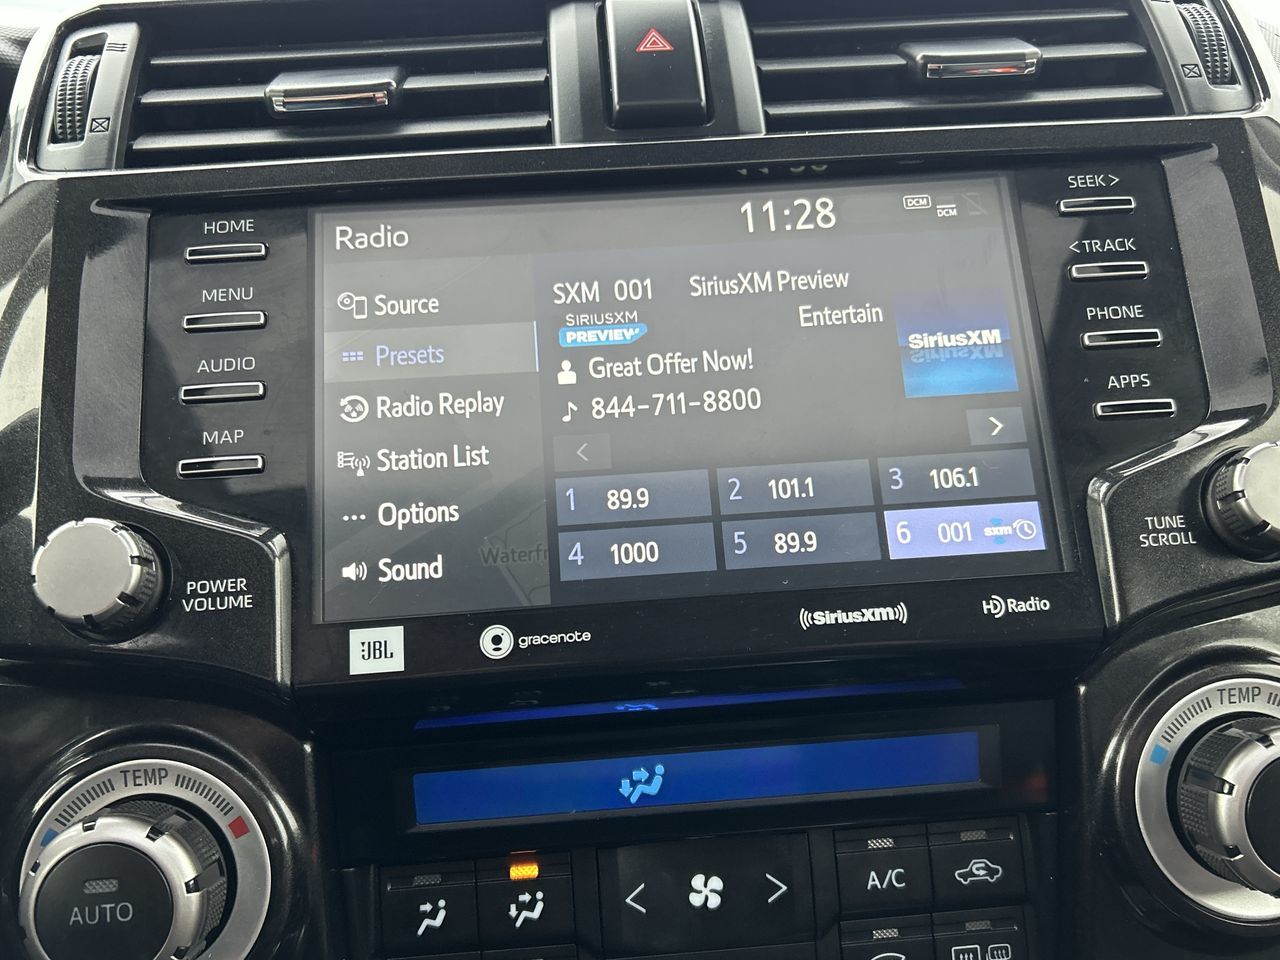 HOME
MENU
AUDIO
MAP
POWER
VOLUME
Radio
11:28
DCM
DCM
Source
Presets
Radio Replay
Station List
Options
Sound
SXM 001 SiriusXM Preview
SIRIUSXM
PREVIEW
Entertain
Great Offer Now!
844-711-8800
SiriusXM
<
>
1 89.9
2 101.1
3 106.1
4 1000
5 89.9
6 001 sxm
SEEK >
< TRACK
PHONE
APPS
TUNE
SCROLL
JBL
gracenote
((SiriusXM))
HD Radio
TEMP
AUTO
TEMP
< >
A/C